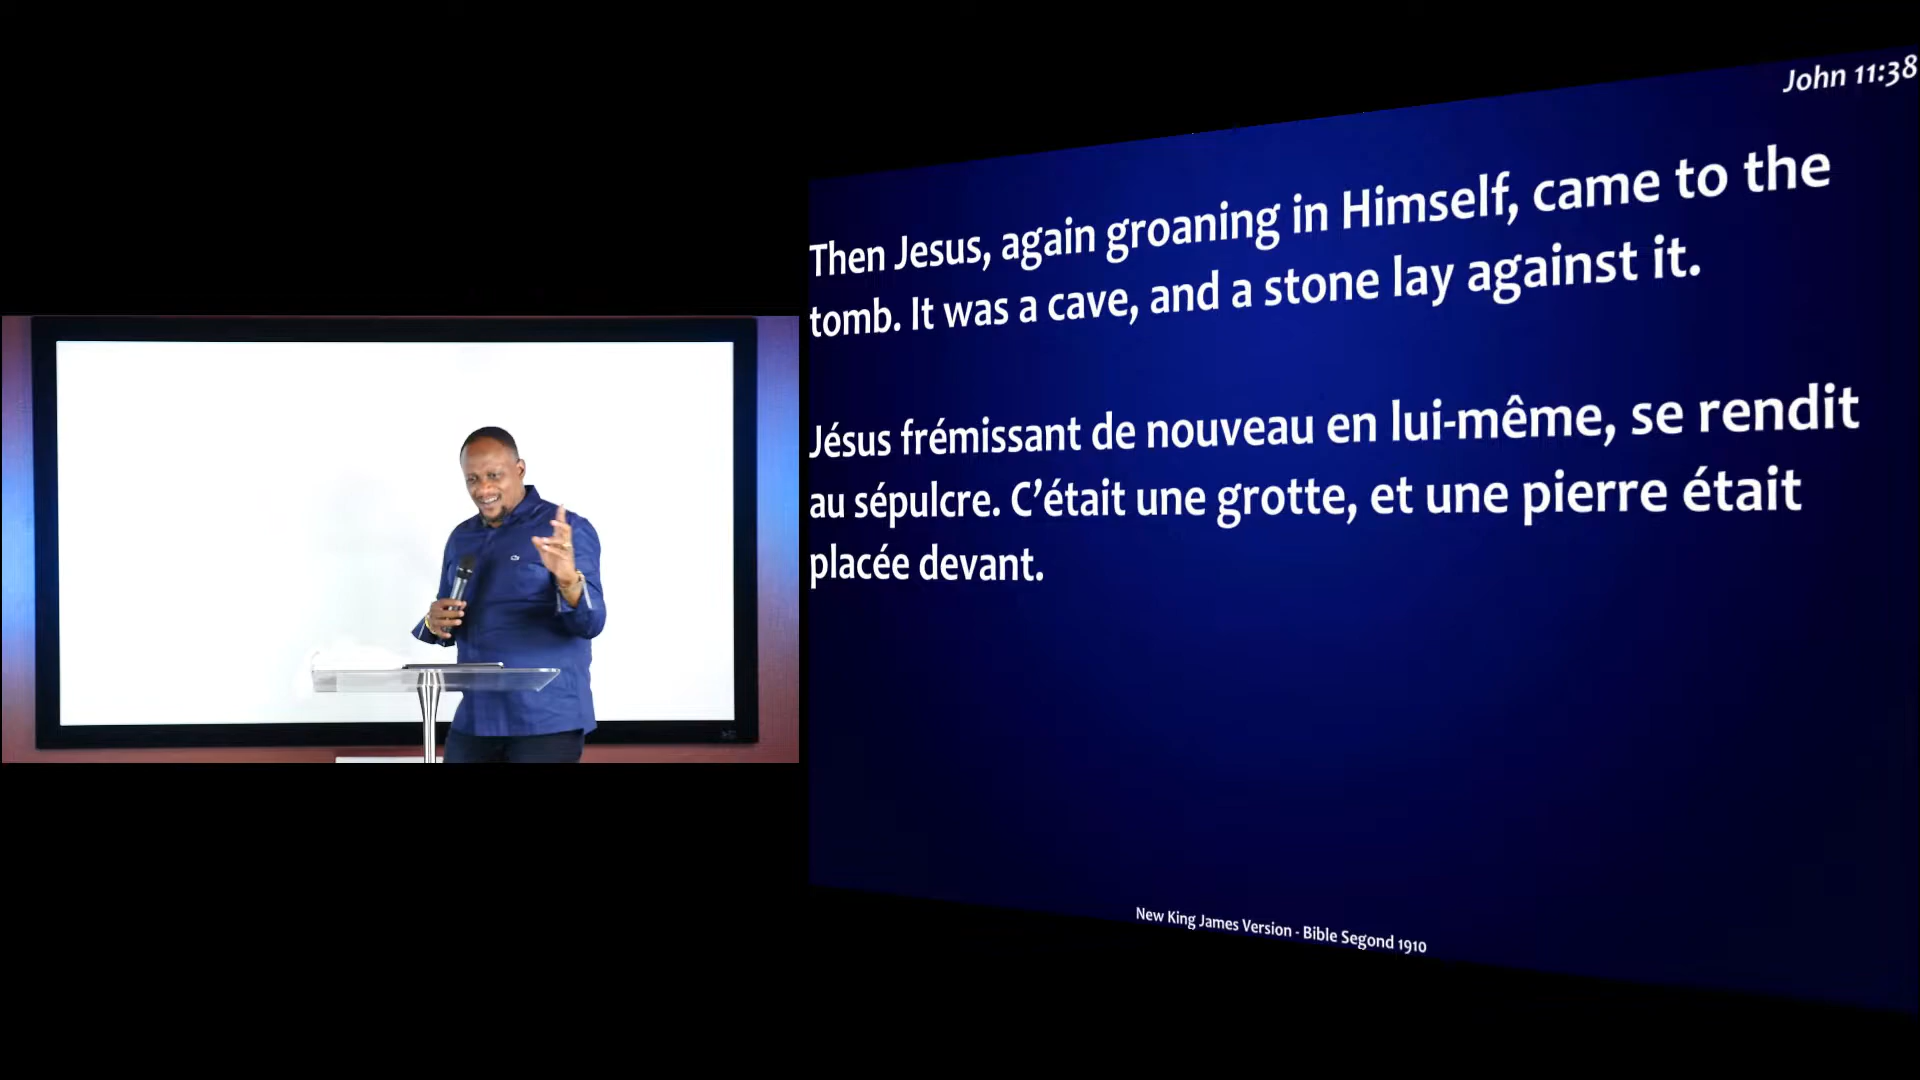 John 11:38
Then Jesus, again groaning in Himself, came to the
tomb. It was a cave, and a stone lay against it.
Jésus frémissant de nouveau en lui-même, se rendit
au sépulcre. C’était une grotte, et une pierre était
placée devant.
New King James Version - Bible Segond 1910